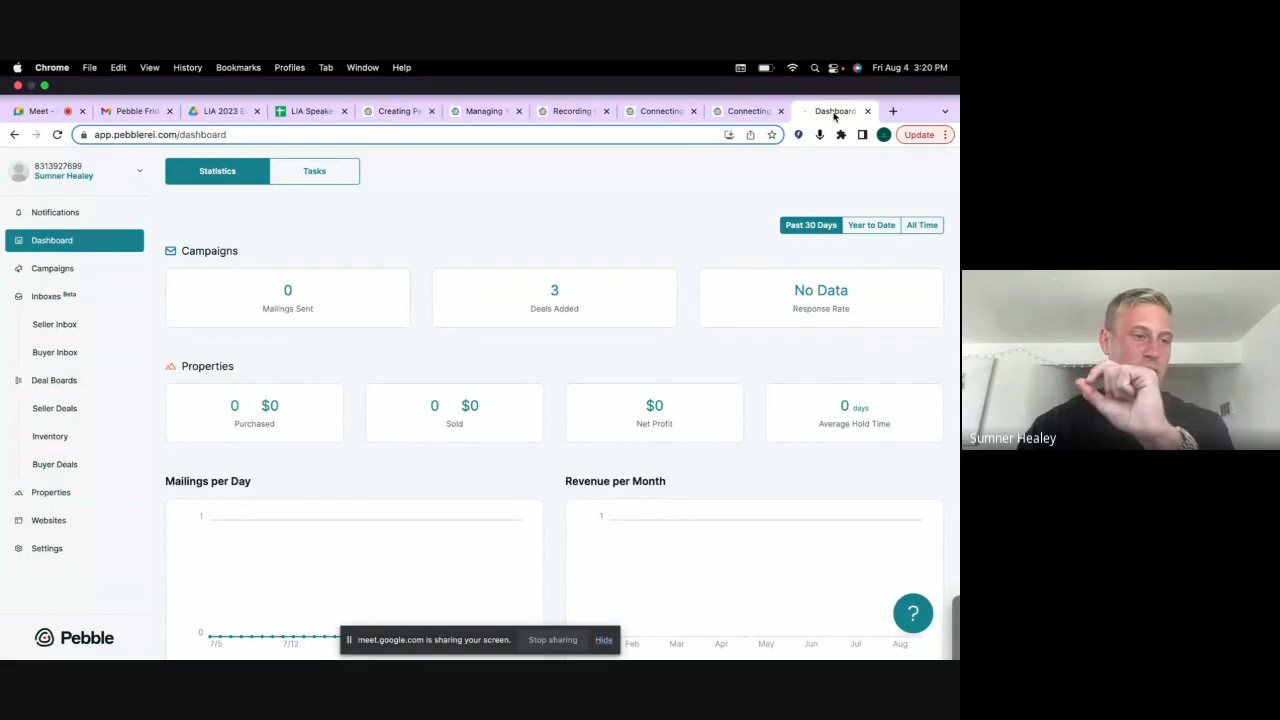 Chrome File Edit View History Bookmarks Profiles Tab Window Help Fri Aug 4 3:20 PM
Meet - Pebble Frid LIA 2023 E LIA Speake Creating Pe Managing Recording Connecting Connecting Dashboard
app.pebblerei.com/dashboard Update
8313927699
Sumner Healey
Statistics Tasks
Notifications
Dashboard
Campaigns
Inboxes Beta
Seller Inbox
Buyer Inbox
Deal Boards
Seller Deals
Inventory
Buyer Deals
Properties
Websites
Settings
Pebble
Past 30 Days Year to Date All Time
Campaigns
0 3 No Data
Mailings Sent Deals Added Response Rate
Properties
0 $0 0 $0 $0 0 days
Purchased Sold Net Profit Average Hold Time
Mailings per Day Revenue per Month
1 1
0
7/5 7/12 Feb Mar Apr May Jun Jul Aug
?
meet.google.com is sharing your screen. Stop sharing Hide
Sumner Healey